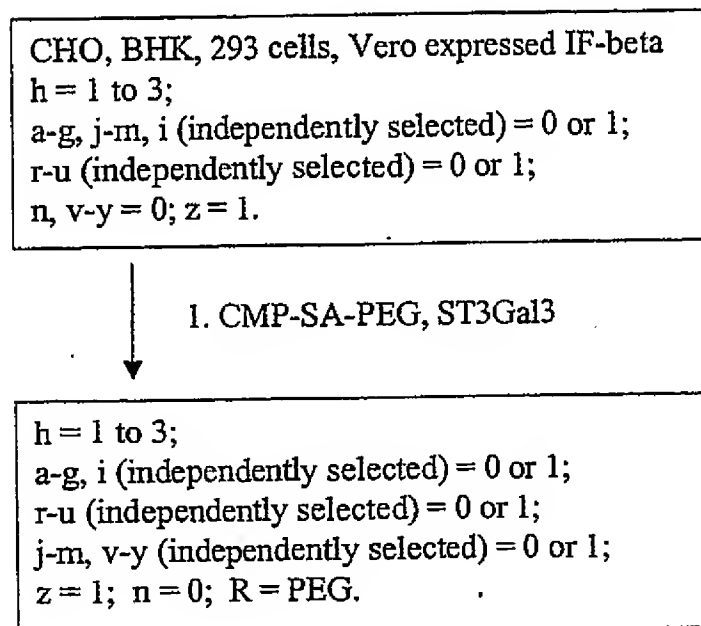 CHO, BHK, 293 cells, Vero expressed IF-beta
h = 1 to 3;
a-g, j-m, i (independently selected) = 0 or 1;
r-u (independently selected) = 0 or 1;
n, v-y = 0; z = 1.
1. CMP-SA-PEG, ST3Gal3
h = 1 to 3;
a-g, i (independently selected) = 0 or 1;
r-u (independently selected) = 0 or 1;
j-m, v-y (independently selected) = 0 or 1;
z = 1; n = 0; R = PEG.